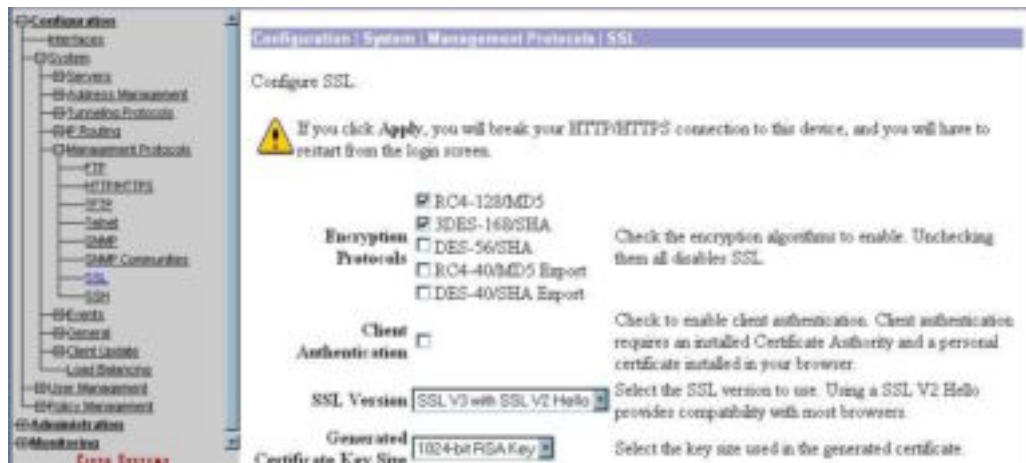 Configuration
Interfaces
System
Servers
Address Management
Tunneling Protocols
IP Routing
Management Protocols
FTP
HTTP/HTTPS
TFTP
Telnet
SNMP
SNMP Communities
SSL
SSH
Events
General
Client Update
Load Balancing
User Management
Policy Management
Administration
Monitoring
Cisco Systems
Configuration | System | Management Protocols | SSL
Configure SSL.
If you click Apply, you will break your HTTP/HTTPS connection to this device, and you will have to
restart from the login screen.
Encryption
Protocols
RC4-128/MD5
3DES-168/SHA
DES-56/SHA
RC4-40/MD5 Export
DES-40/SHA Export
Check the encryption algorithms to enable. Unchecking
them all disables SSL.
Client
Authentication
Check to enable client authentication. Client authentication
requires an installed Certificate Authority and a personal
certificate installed in your browser.
SSL Version
SSL V3 with SSL V2 Hello
Select the SSL version to use. Using a SSL V2 Hello
provides compatibility with most browsers.
Generated
Certificate Key Size
1024-bit RSA Key
Select the key size used in the generated certificate.